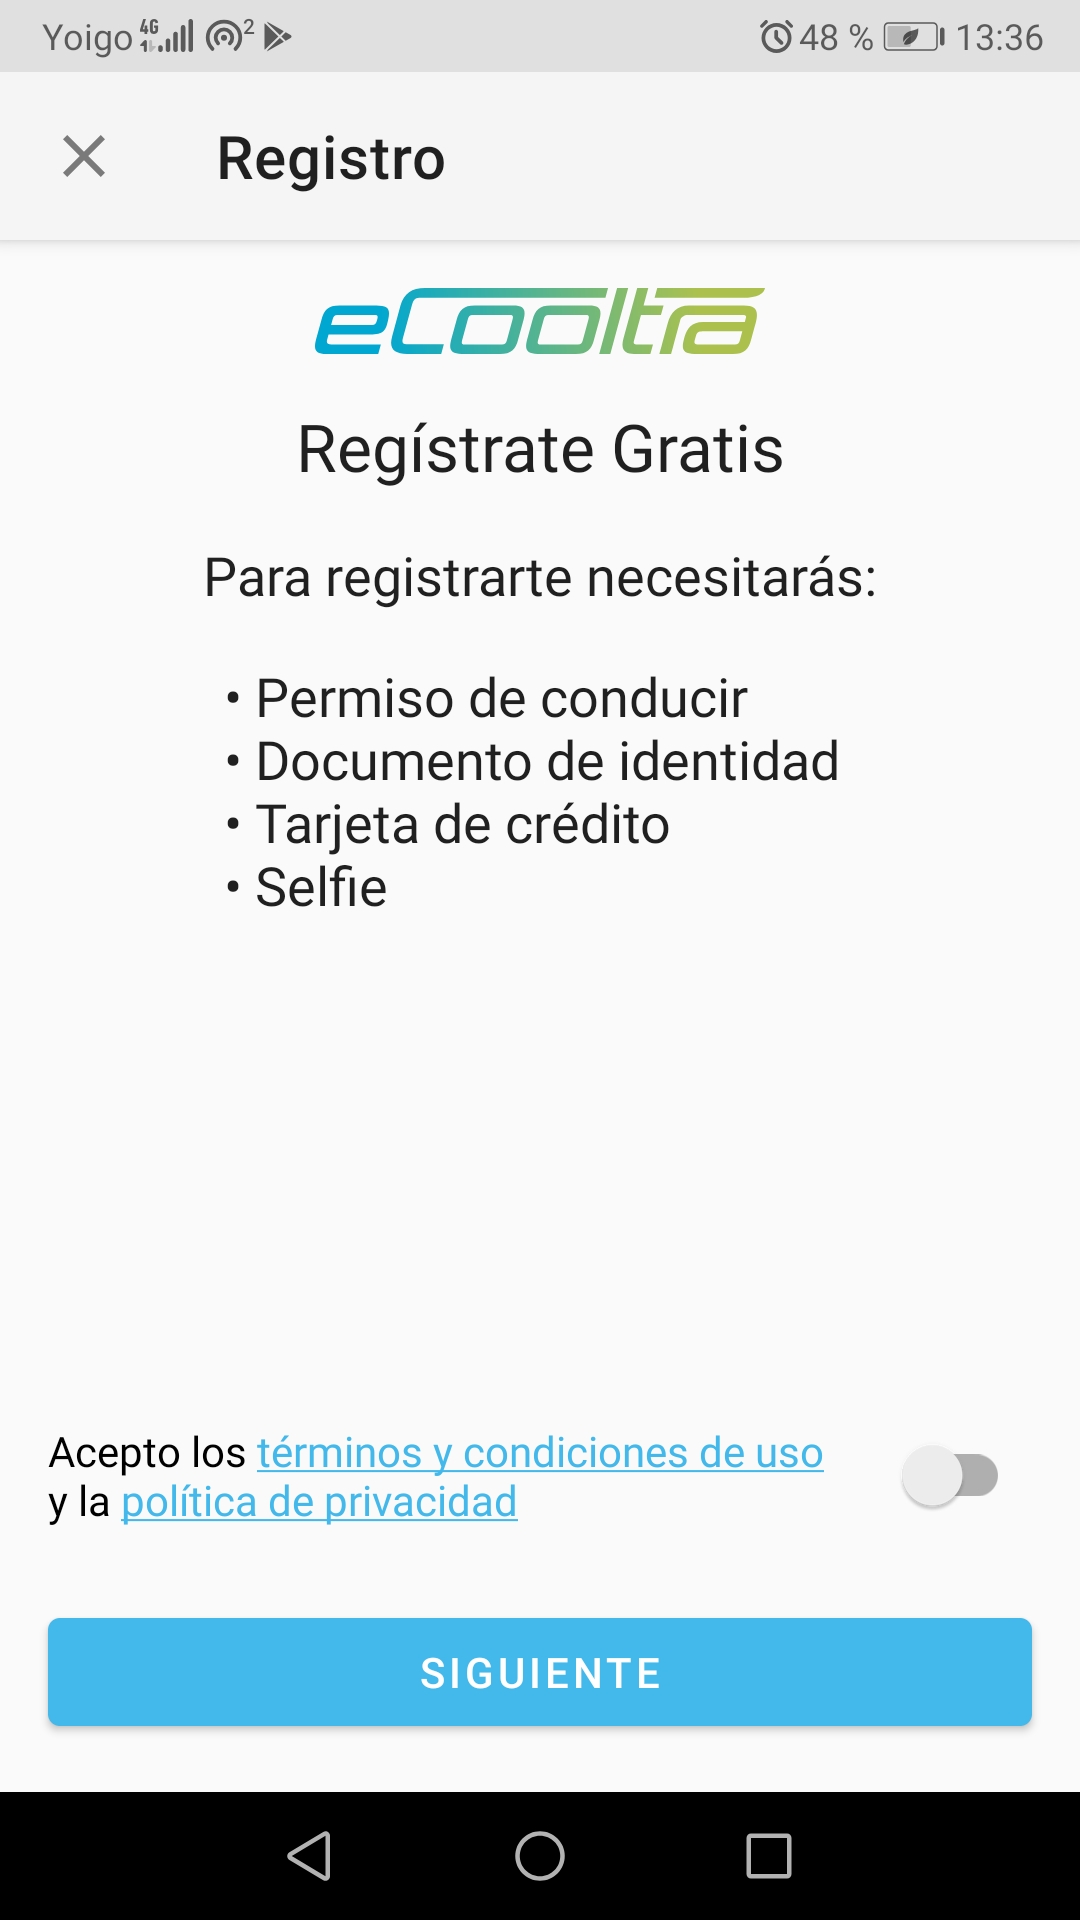 Yoigo 4G 2 48 % 13:36
Registro
eCooltra
Regístrate Gratis
Para registrarte necesitarás:
• Permiso de conducir
• Documento de identidad
• Tarjeta de crédito
• Selfie
Acepto los términos y condiciones de uso
y la política de privacidad
SIGUIENTE